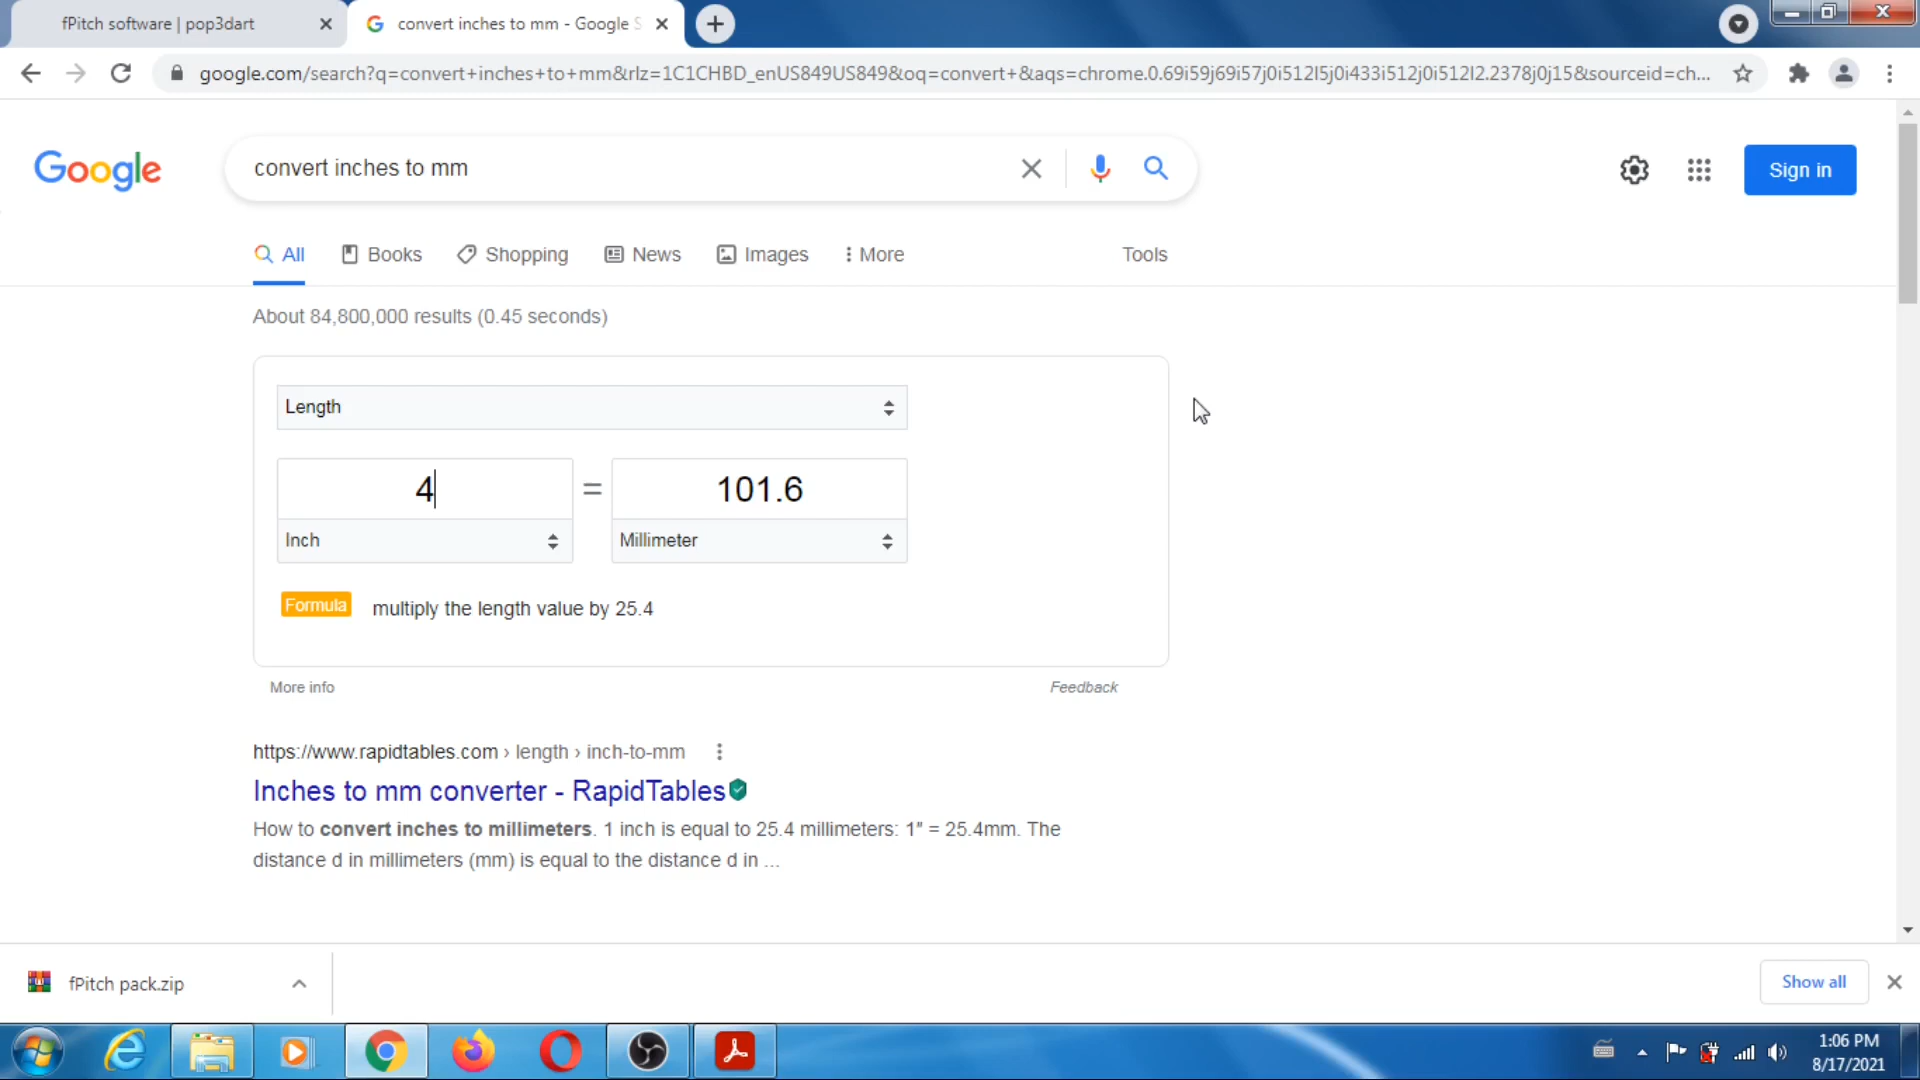 fPitch software | pop3dart
convert inches to mm - Google S
google.com/search?q=convert+inches+to+mm&rlz=1C1CHBD_enUS849US849&oq=convert+&aqs=chrome.0.69i59j69i57j0i512l5j0i433i512j0i512l2.2378j0j15&sourceid=ch...
Google
convert inches to mm
Sign in
All
Books
Shopping
News
Images
More
Tools
About 84,800,000 results (0.45 seconds)
Length
4 = 101.6
Inch
Millimeter
Formula multiply the length value by 25.4
More info
Feedback
https://www.rapidtables.com › length › inch-to-mm
Inches to mm converter - RapidTables
How to convert inches to millimeters. 1 inch is equal to 25.4 millimeters: 1″ = 25.4mm. The
distance d in millimeters (mm) is equal to the distance d in ...
fPitch pack.zip
Show all
1:06 PM
8/17/2021